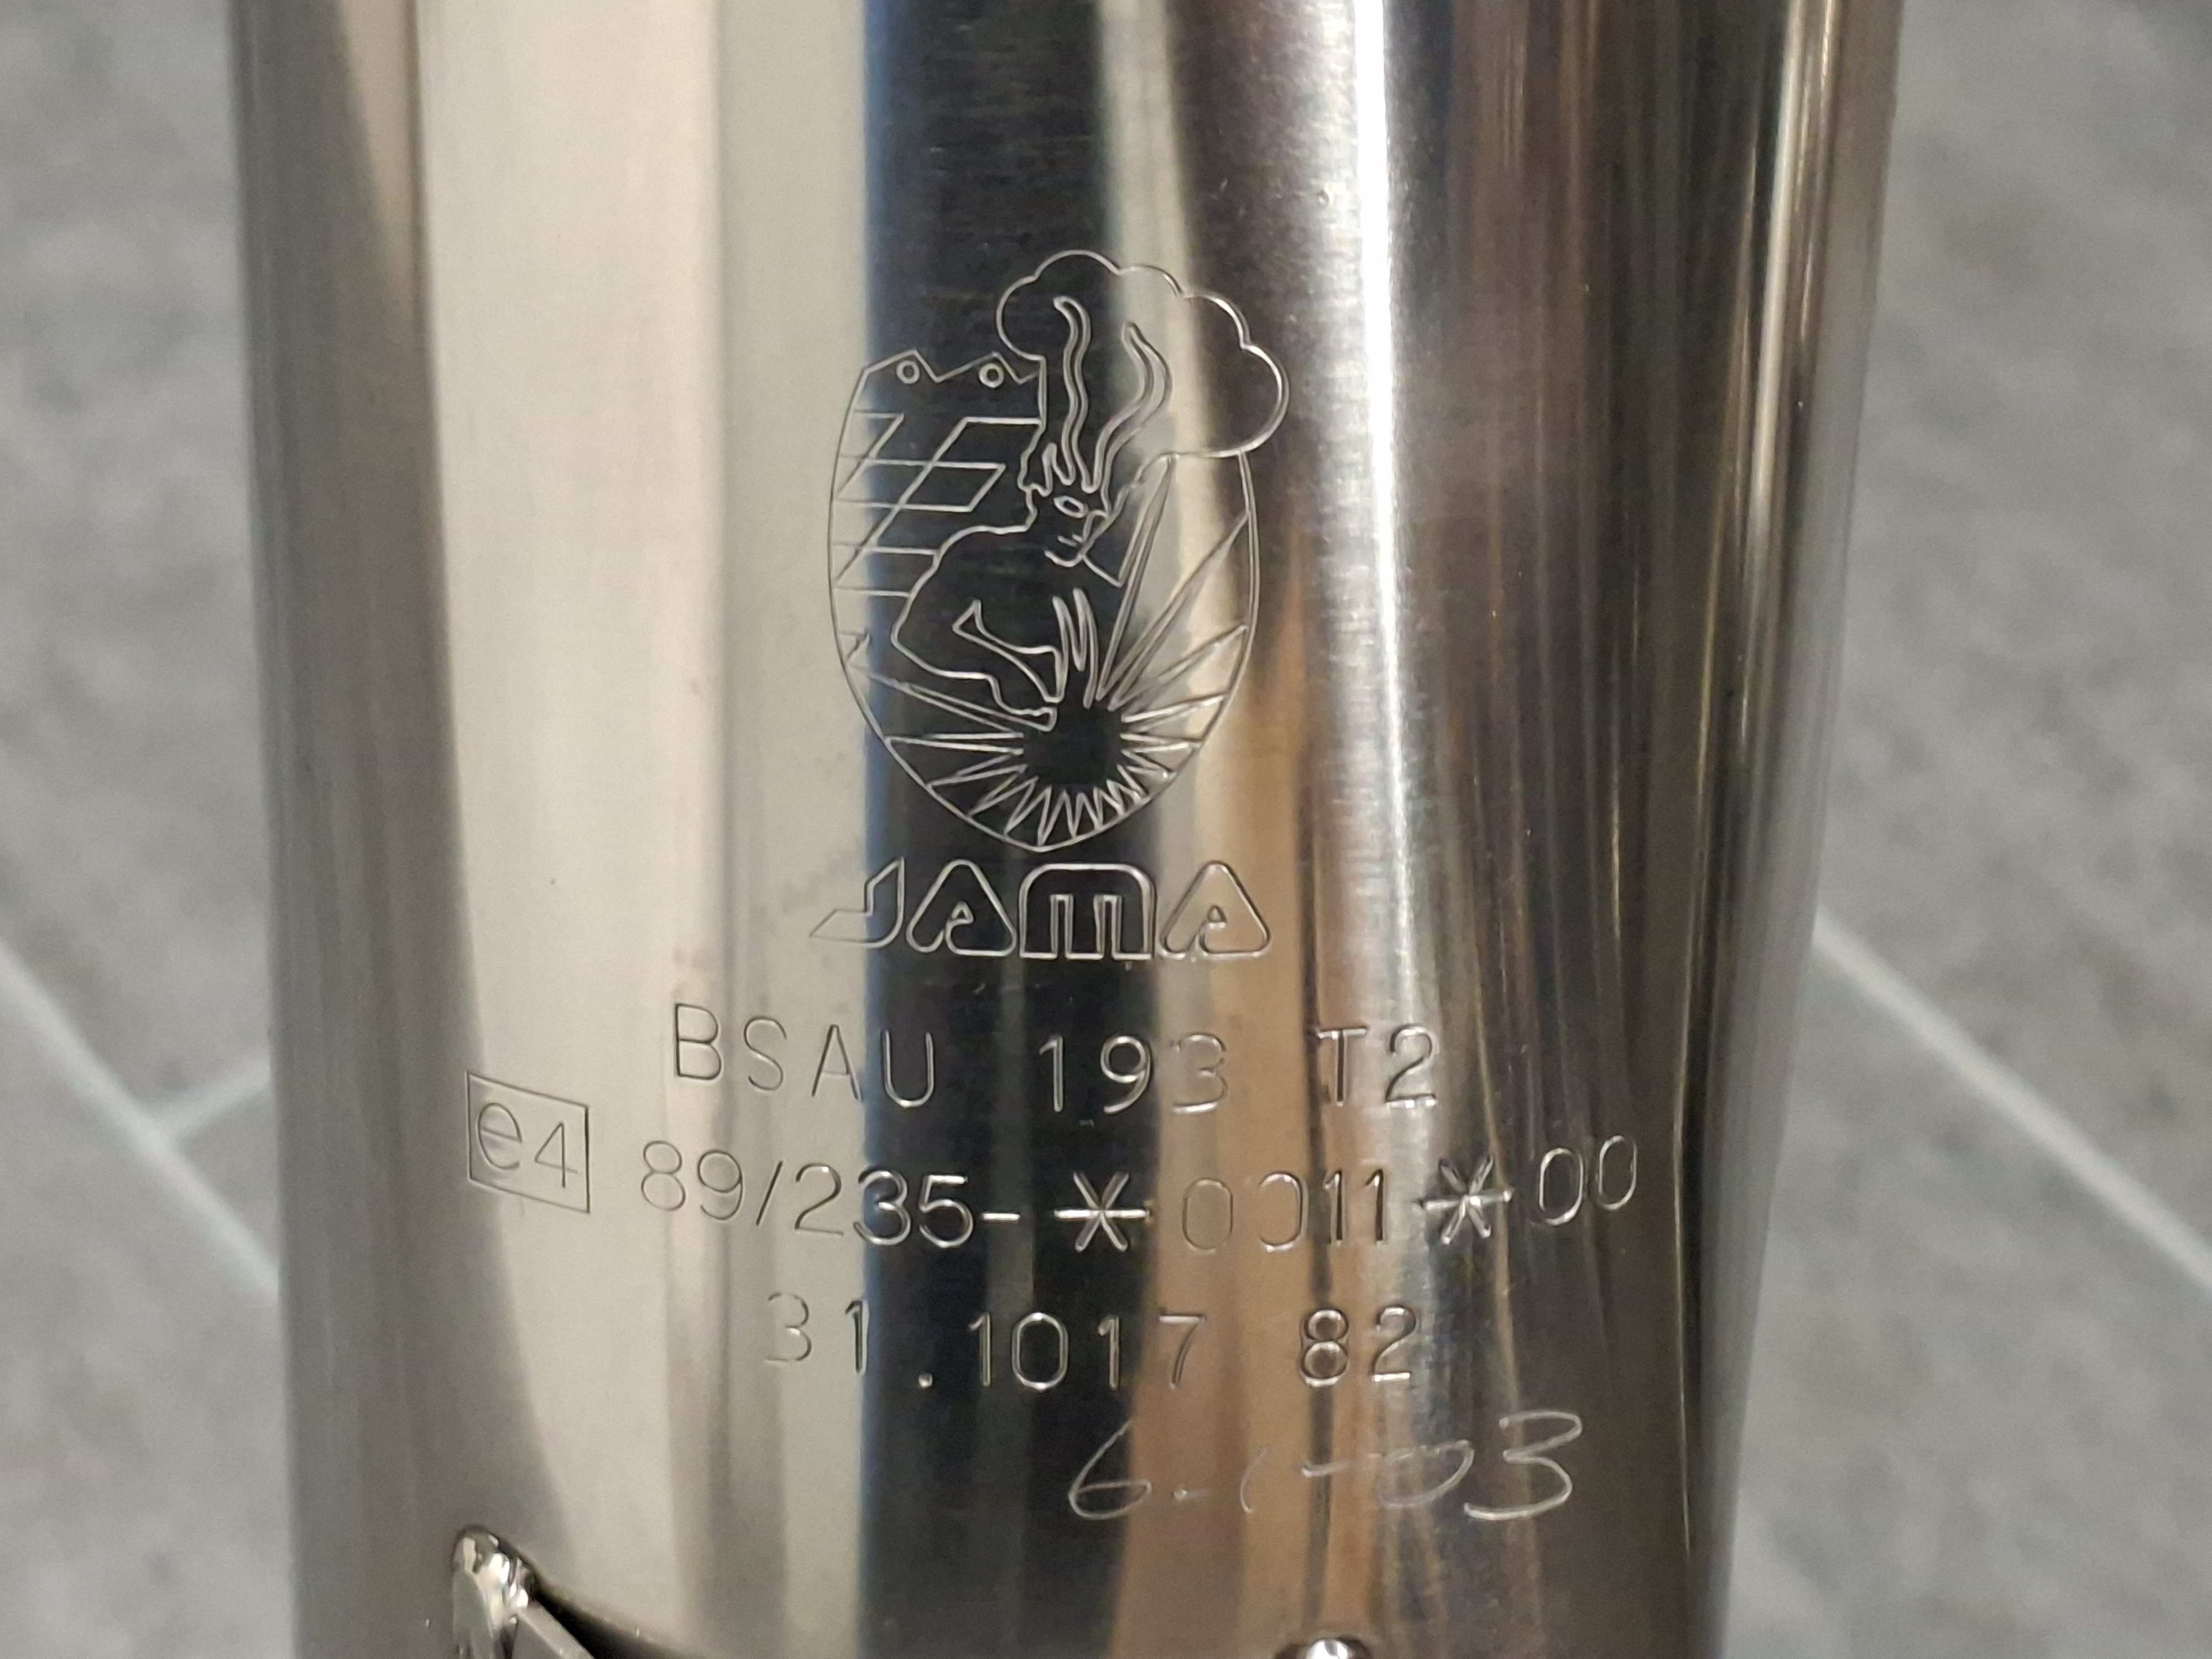 JAMA
BSAU 193 T2
e4 89/235-*0011*00
31.1017 82
6-1-03